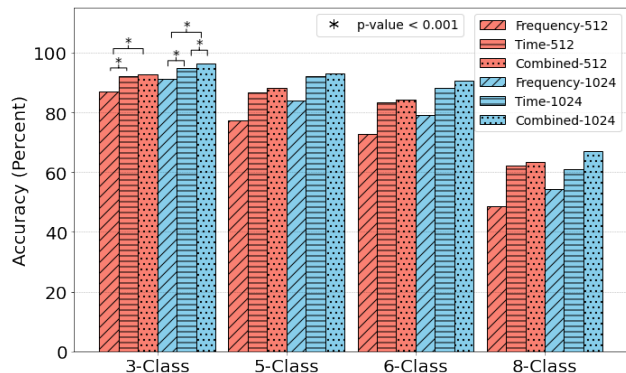 * p-value < 0.001
Frequency-512
Time-512
Combined-512
Frequency-1024
Time-1024
Combined-1024
* * * * *
Accuracy (Percent)
100
80
60
40
20
0
3-Class 5-Class 6-Class 8-Class